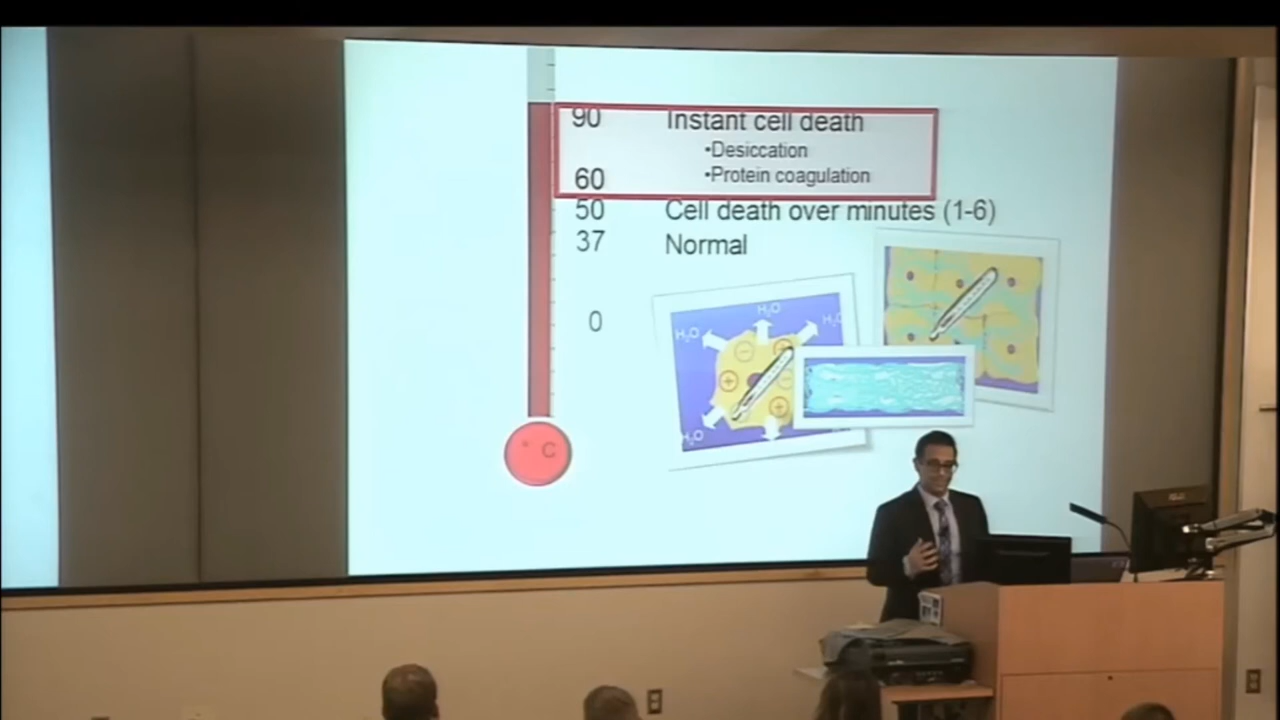 90 Instant cell death
•Desiccation
60 •Protein coagulation
50 Cell death over minutes (1-6)
37 Normal
0
H₂O
H₂O
H₂O
H₂O
° C